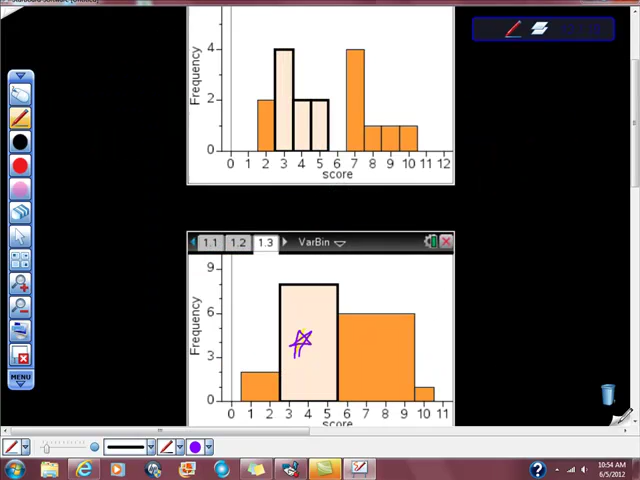 4
2
0
Frequency
0 1 2 3 4 5 6 7 8 9 10 11 12
score
1.1 1.2 1.3 VarBin
9
6
3
0
Frequency
0 1 2 3 4 5 6 7 8 9 10 11
score
MENU
10:54 AM
6/5/2012